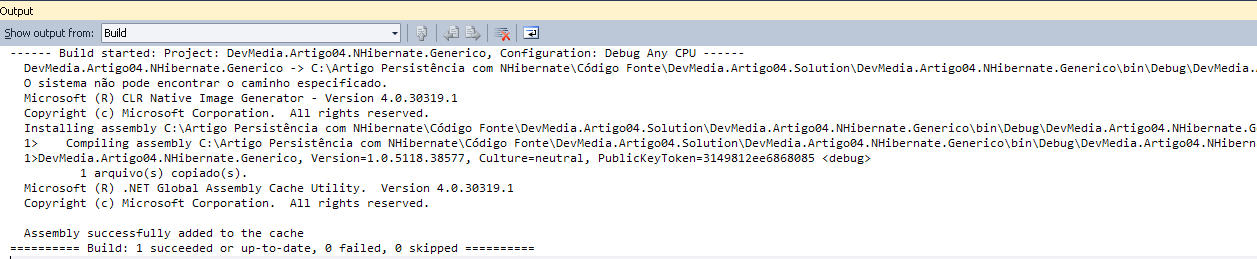 Output
Show output from: Build
------ Build started: Project: DevMedia.Artigo04.NHibernate.Generico, Configuration: Debug Any CPU ------
DevMedia.Artigo04.NHibernate.Generico -> C:\Artigo Persistência com NHibernate\Código Fonte\DevMedia.Artigo04.Solution\DevMedia.Artigo04.NHibernate.Generico\bin\Debug\DevMedia.
O sistema não pode encontrar o caminho especificado.
Microsoft (R) CLR Native Image Generator - Version 4.0.30319.1
Copyright (c) Microsoft Corporation.  All rights reserved.
Installing assembly C:\Artigo Persistência com NHibernate\Código Fonte\DevMedia.Artigo04.Solution\DevMedia.Artigo04.NHibernate.Generico\bin\Debug\DevMedia.Artigo04.NHibernate.G
1>    Compiling assembly C:\Artigo Persistência com NHibernate\Código Fonte\DevMedia.Artigo04.Solution\DevMedia.Artigo04.NHibernate.Generico\bin\Debug\DevMedia.Artigo04.NHibern
1>DevMedia.Artigo04.NHibernate.Generico, Version=1.0.5118.38577, Culture=neutral, PublicKeyToken=3149812ee6868085 <debug>
1 arquivo(s) copiado(s).
Microsoft (R) .NET Global Assembly Cache Utility.  Version 4.0.30319.1
Copyright (c) Microsoft Corporation.  All rights reserved.
Assembly successfully added to the cache
========== Build: 1 succeeded or up-to-date, 0 failed, 0 skipped ==========